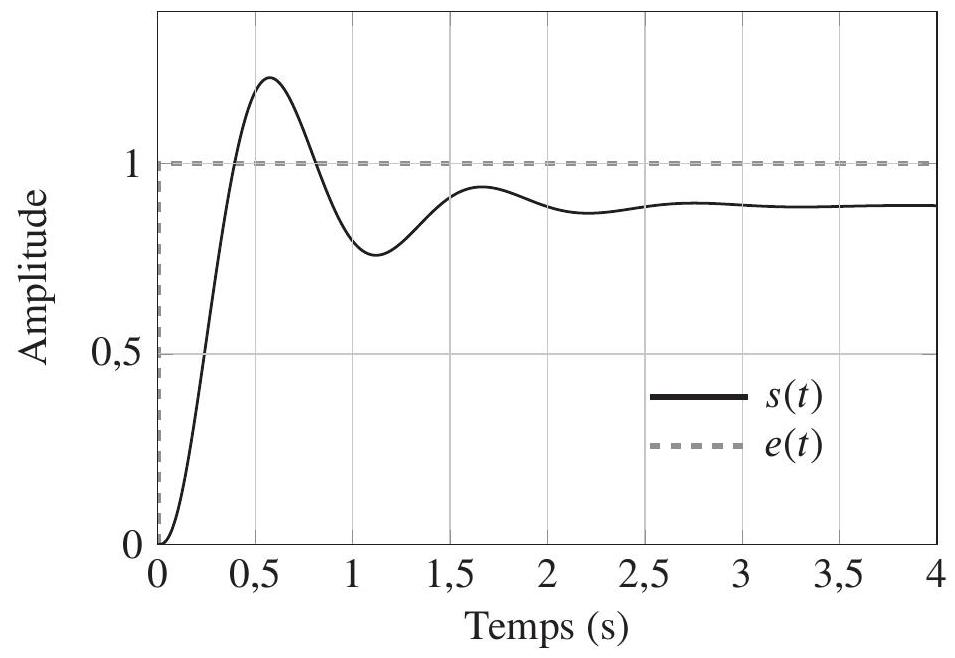 Amplitude
1
0,5
0
0 0,5 1 1,5 2 2,5 3 3,5 4
Temps (s)
s(t)
e(t)